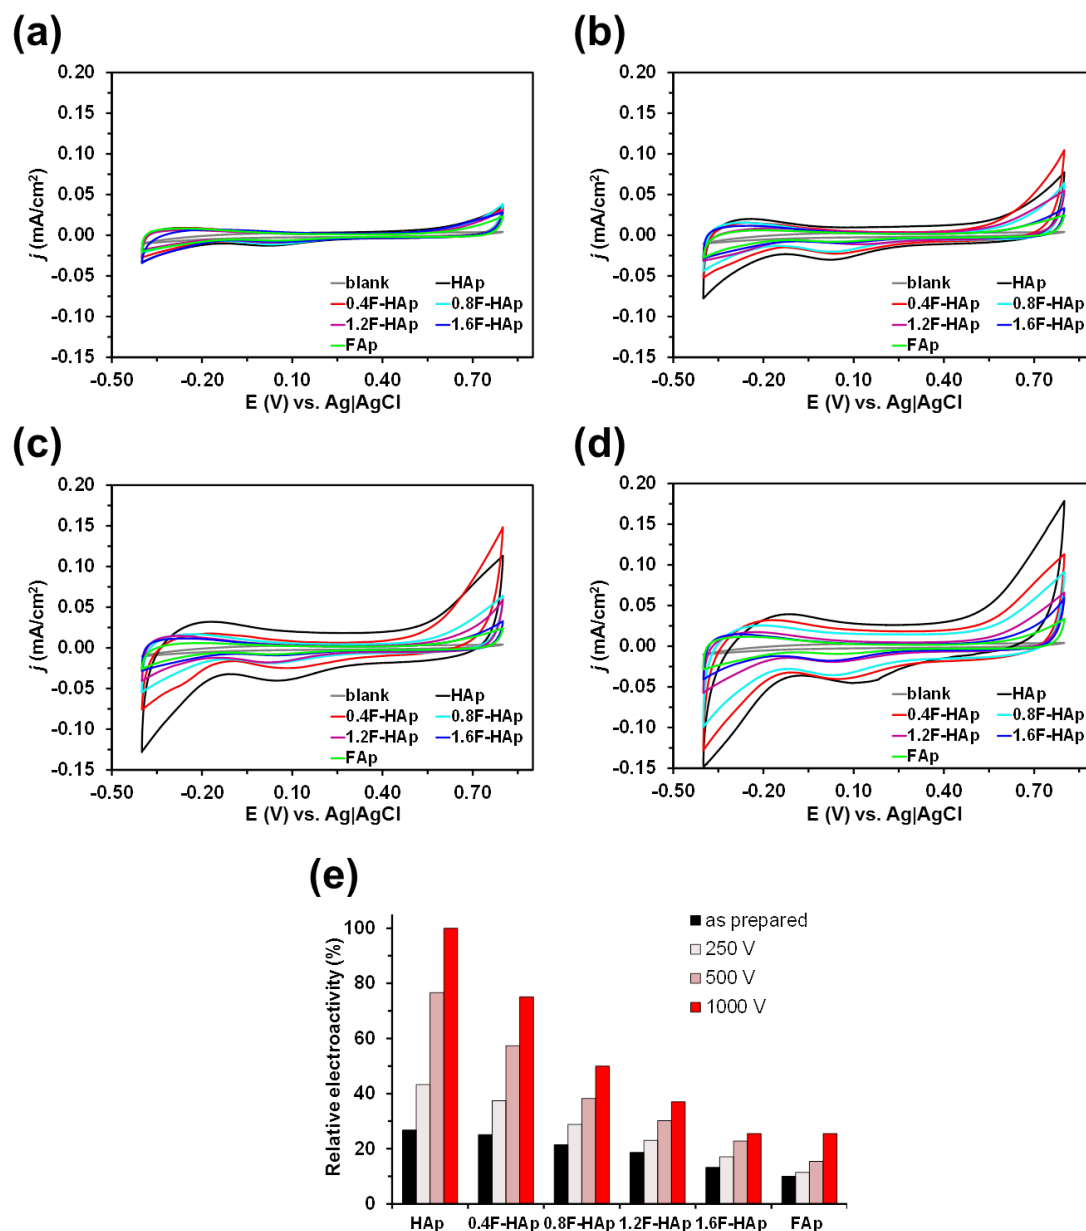 (a)
(b)
0.20
0.15
0.10
0.05
0.00
-0.05
-0.10
-0.15
j (mA/cm²)
blank HAp
0.4F-HAp 0.8F-HAp
1.2F-HAp 1.6F-HAp
FAp
-0.50 -0.20 0.10 0.40 0.70
E (V) vs. Ag|AgCl
0.20
0.15
0.10
0.05
0.00
-0.05
-0.10
-0.15
j (mA/cm²)
blank HAp
0.4F-HAp 0.8F-HAp
1.2F-HAp 1.6F-HAp
FAp
-0.50 -0.20 0.10 0.40 0.70
E (V) vs. Ag|AgCl
(c)
(d)
0.20
0.15
0.10
0.05
0.00
-0.05
-0.10
-0.15
j (mA/cm²)
blank HAp
0.4F-HAp 0.8F-HAp
1.2F-HAp 1.6F-HAp
FAp
-0.50 -0.20 0.10 0.40 0.70
E (V) vs. Ag|AgCl
0.20
0.15
0.10
0.05
0.00
-0.05
-0.10
-0.15
j (mA/cm²)
blank HAp
0.4F-HAp 0.8F-HAp
1.2F-HAp 1.6F-HAp
FAp
-0.50 -0.20 0.10 0.40 0.70
E (V) vs. Ag|AgCl
(e)
100
80
60
40
20
0
Relative electroactivity (%)
as prepared
250 V
500 V
1000 V
HAp 0.4F-HAp 0.8F-HAp 1.2F-HAp 1.6F-HAp FAp